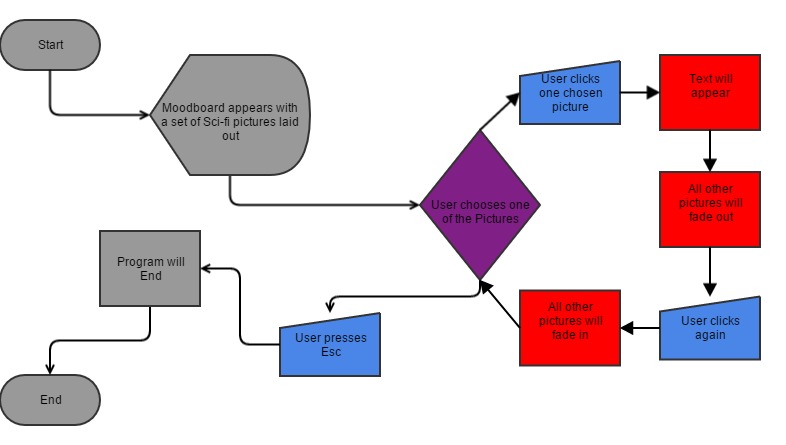 Start
Moodboard appears with
a set of Sci-fi pictures laid
out
User chooses one
of the Pictures
User clicks
one chosen
picture
Text will
appear
All other
pictures will
fade out
User clicks
again
All other
pictures will
fade in
User presses
Esc
Program will
End
End